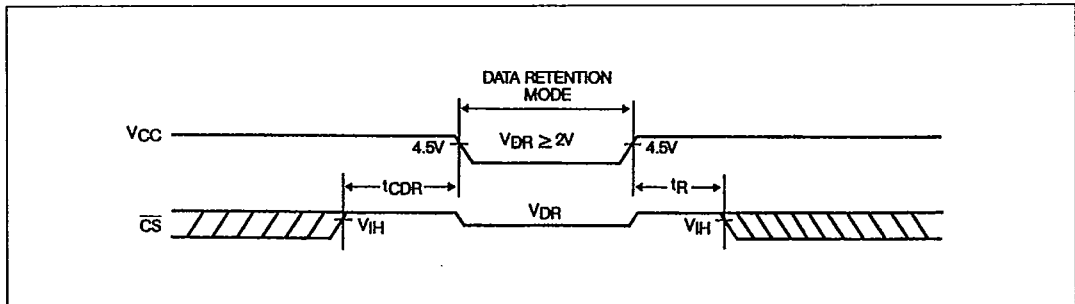 DATA RETENTION
MODE
VCC
4.5V
VDR ≥ 2V
4.5V
tCDR
tR
CS
VIH
VDR
VIH